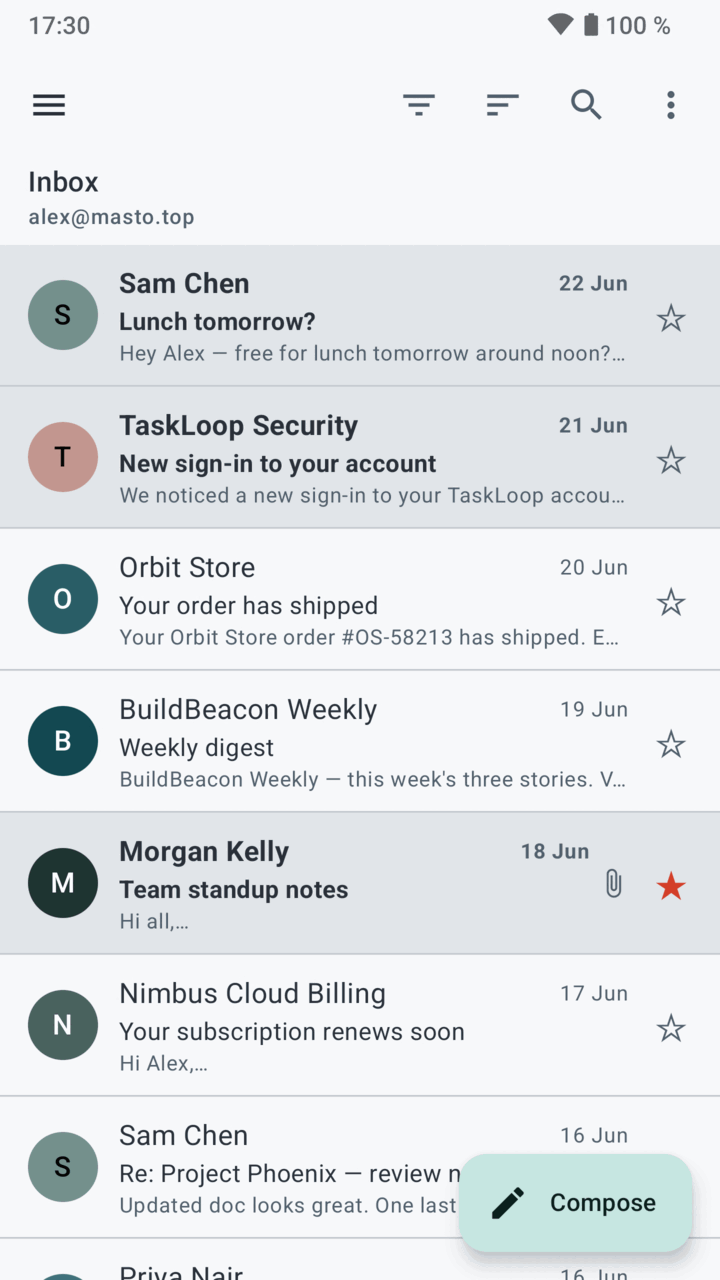 17:30
100 %
Inbox
alex@masto.top
S
Sam Chen
22 Jun
Lunch tomorrow?
Hey Alex — free for lunch tomorrow around noon?…
T
TaskLoop Security
21 Jun
New sign-in to your account
We noticed a new sign-in to your TaskLoop accou…
O
Orbit Store
20 Jun
Your order has shipped
Your Orbit Store order #OS-58213 has shipped. E…
B
BuildBeacon Weekly
19 Jun
Weekly digest
BuildBeacon Weekly — this week's three stories. V…
M
Morgan Kelly
18 Jun
Team standup notes
Hi all,…
N
Nimbus Cloud Billing
17 Jun
Your subscription renews soon
Hi Alex,…
S
Sam Chen
16 Jun
Re: Project Phoenix — review n
Updated doc looks great. One last
Compose
Priya Nair
16 Jun